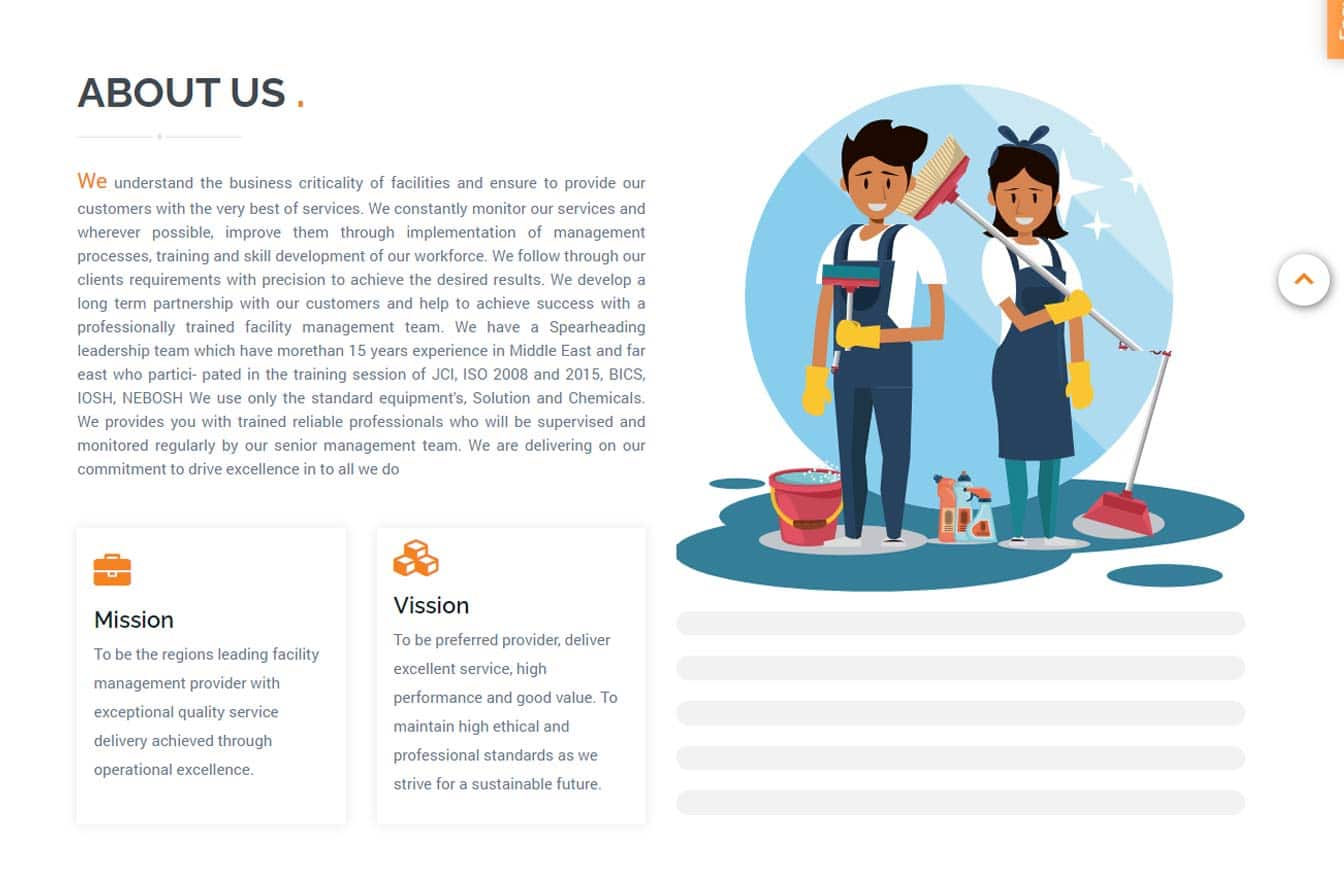 ABOUT US .
We understand the business criticality of facilities and ensure to provide our
customers with the very best of services. We constantly monitor our services and
wherever possible, improve them through implementation of management
processes, training and skill development of our workforce. We follow through our
clients requirements with precision to achieve the desired results. We develop a
long term partnership with our customers and help to achieve success with a
professionally trained facility management team. We have a Spearheading
leadership team which have morethan 15 years experience in Middle East and far
east who partici- pated in the training session of JCI, ISO 2008 and 2015, BICS,
IOSH, NEBOSH We use only the standard equipment's, Solution and Chemicals.
We provides you with trained reliable professionals who will be supervised and
monitored regularly by our senior management team. We are delivering on our
commitment to drive excellence in to all we do
Mission
To be the regions leading facility
management provider with
exceptional quality service
delivery achieved through
operational excellence.
Vission
To be preferred provider, deliver
excellent service, high
performance and good value. To
maintain high ethical and
professional standards as we
strive for a sustainable future.